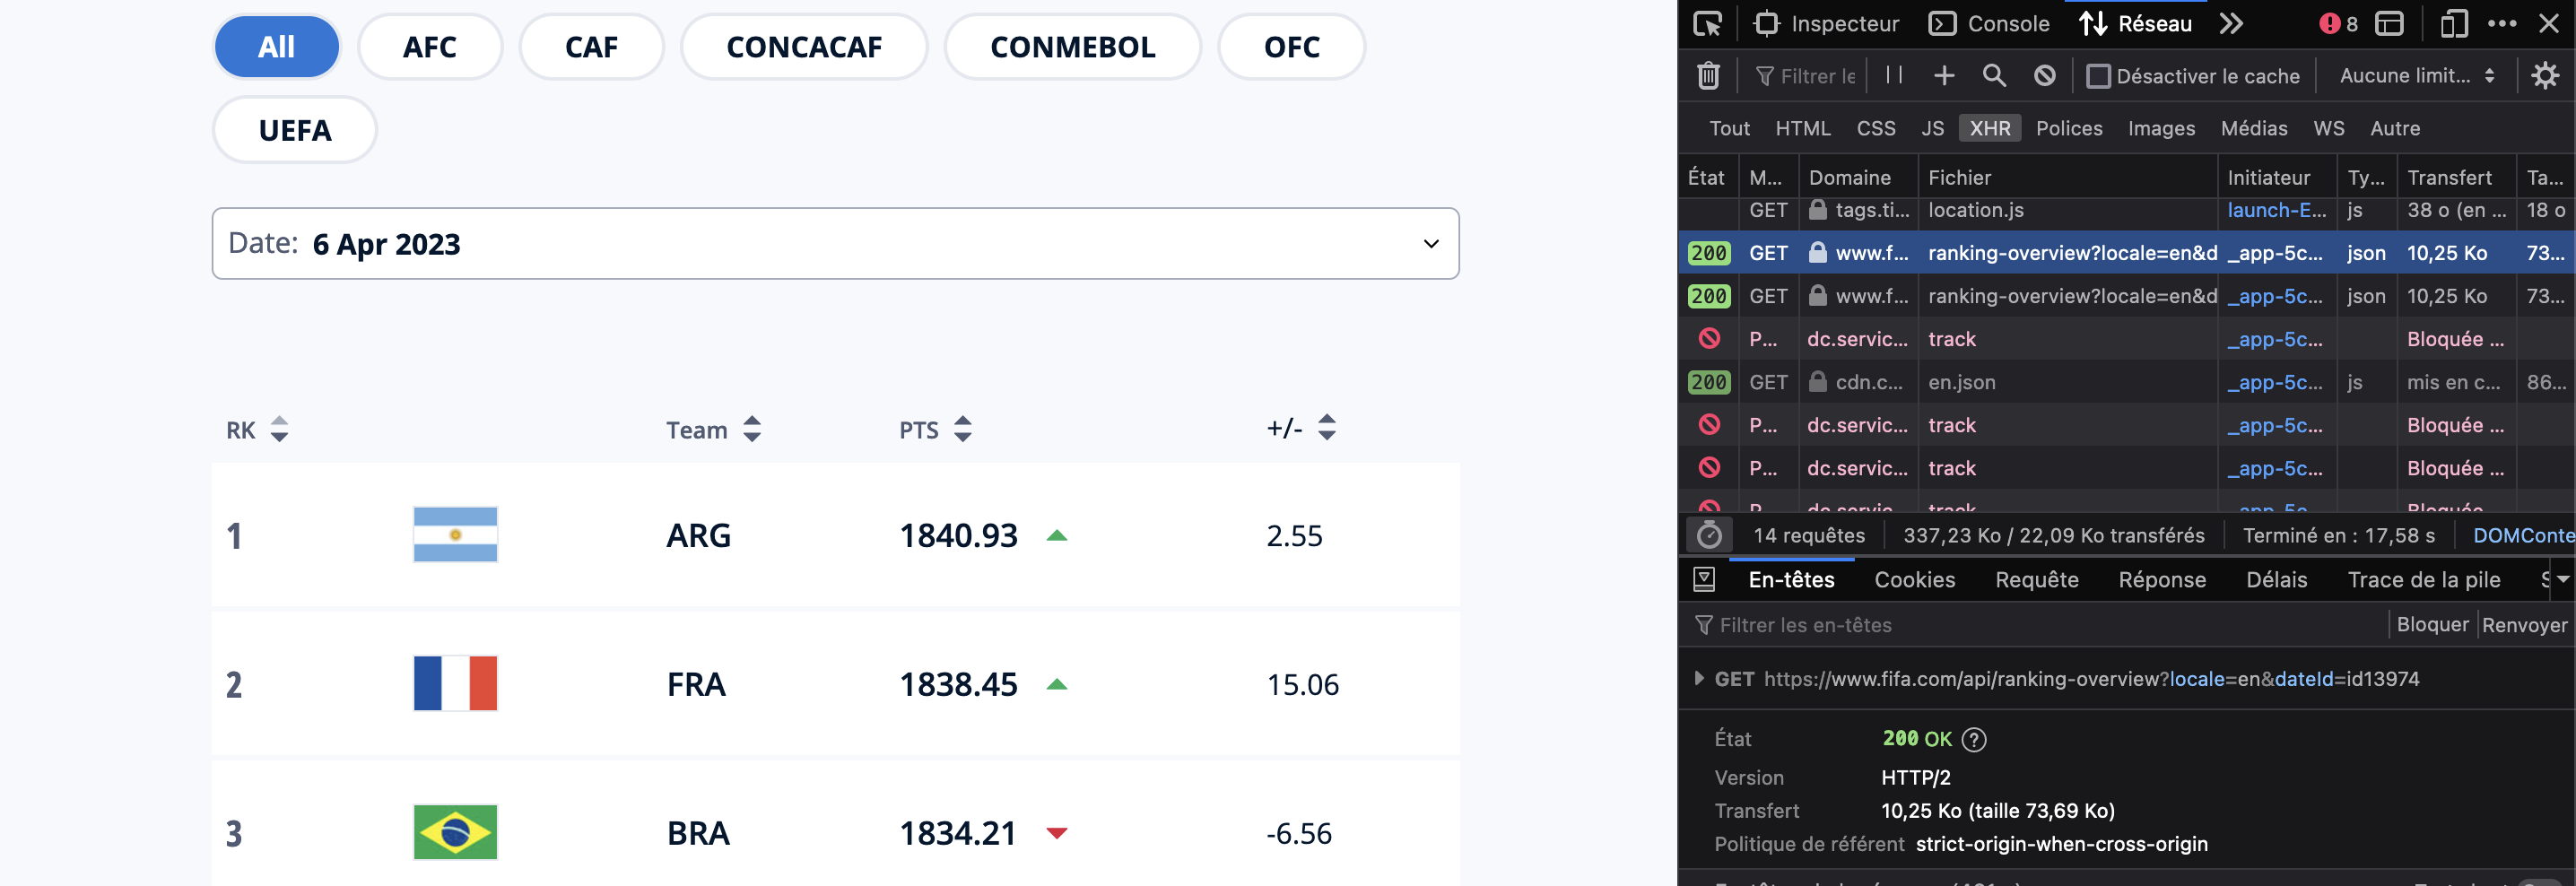 All AFC CAF CONCACAF CONMEBOL OFC
UEFA
Date: 6 Apr 2023
RK Team PTS +/-
1 ARG 1840.93 2.55
2 FRA 1838.45 15.06
3 BRA 1834.21 -6.56
Inspecteur Console Réseau 8
Filtrer le Désactiver le cache Aucune limit...
Tout HTML CSS JS XHR Polices Images Médias WS Autre
État M... Domaine Fichier Initiateur Ty... Transfert Ta...
GET tags.ti... location.js launch-E... js 38 o (en ... 18 o
200 GET www.f... ranking-overview?locale=en&d _app-5c... json 10,25 Ko 73...
200 GET www.f... ranking-overview?locale=en&d _app-5c... json 10,25 Ko 73...
P... dc.servic... track _app-5c... Bloquée ...
200 GET cdn.c... en.json _app-5c... js mis en c... 86...
P... dc.servic... track _app-5c... Bloquée ...
P... dc.servic... track _app-5c... Bloquée ...
14 requêtes 337,23 Ko / 22,09 Ko transférés Terminé en : 17,58 s DOMConte
En-têtes Cookies Requête Réponse Délais Trace de la pile
Filtrer les en-têtes Bloquer Renvoyer
GET https://www.fifa.com/api/ranking-overview?locale=en&dateId=id13974
État 200 OK
Version HTTP/2
Transfert 10,25 Ko (taille 73,69 Ko)
Politique de référent strict-origin-when-cross-origin